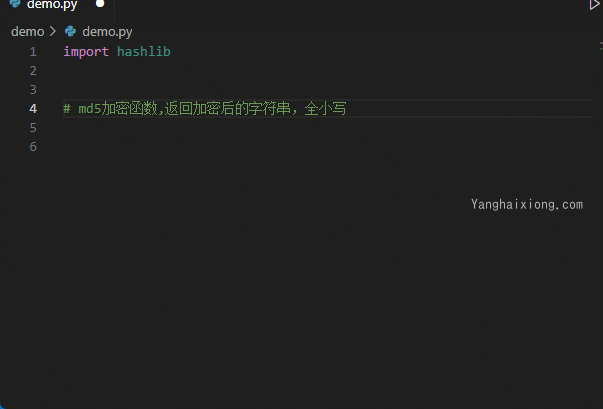 demo.py
demo > demo.py
1 import hashlib
2
3
4 # md5加密函数,返回加密后的字符串，全小写
5
6
Yanghaixiong.com